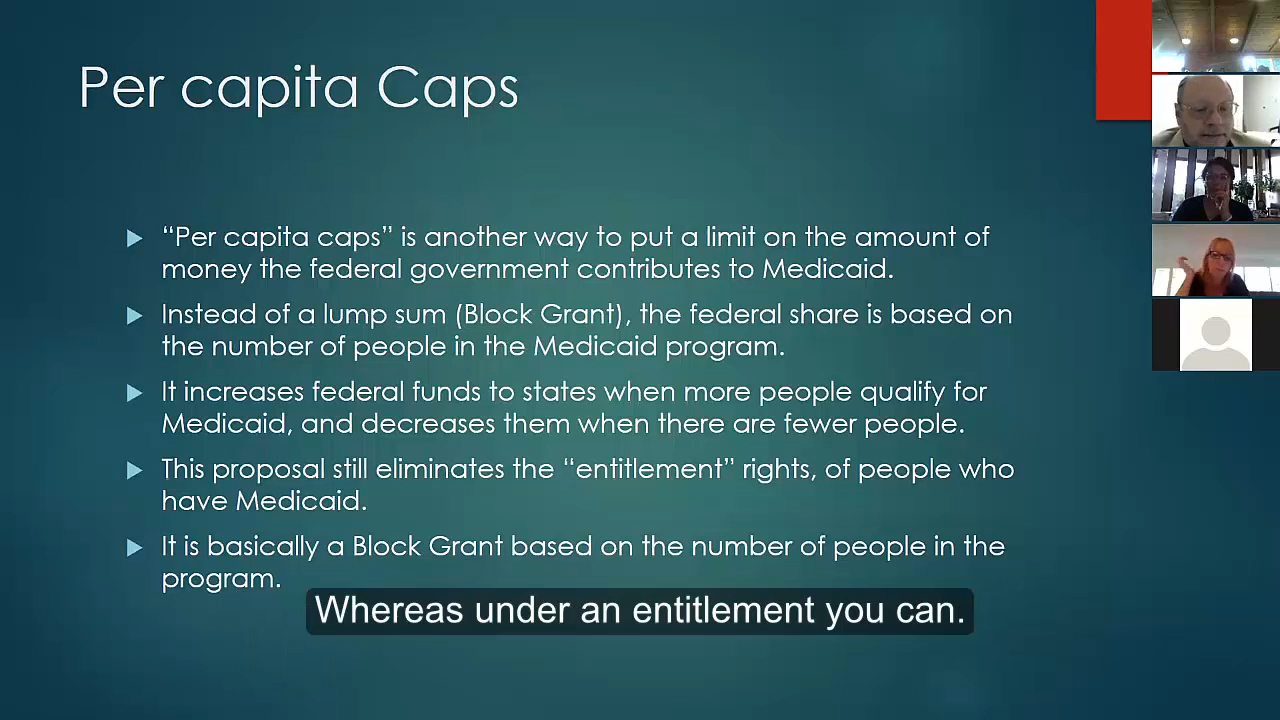 Per capita Caps
“Per capita caps” is another way to put a limit on the amount of
money the federal government contributes to Medicaid.
Instead of a lump sum (Block Grant), the federal share is based on
the number of people in the Medicaid program.
It increases federal funds to states when more people qualify for
Medicaid, and decreases them when there are fewer people.
This proposal still eliminates the “entitlement” rights, of people who
have Medicaid.
It is basically a Block Grant based on the number of people in the
program.
Whereas under an entitlement you can.